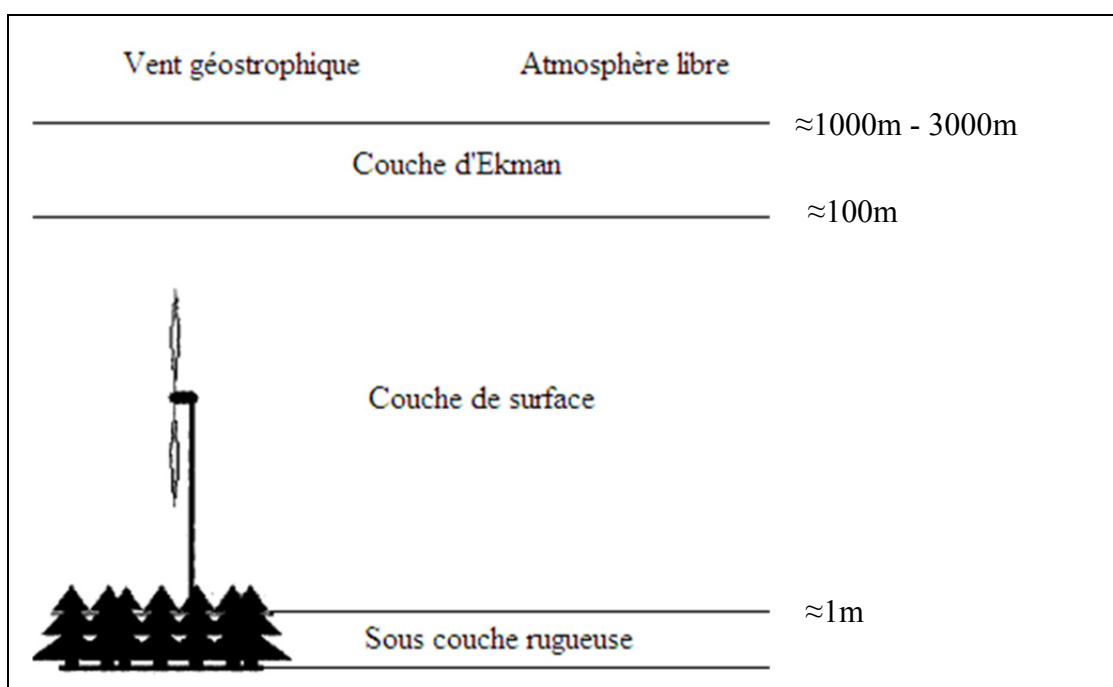 Vent géostrophique Atmosphère libre
≈1000m - 3000m
Couche d'Ekman
≈100m
Couche de surface
≈1m
Sous couche rugueuse